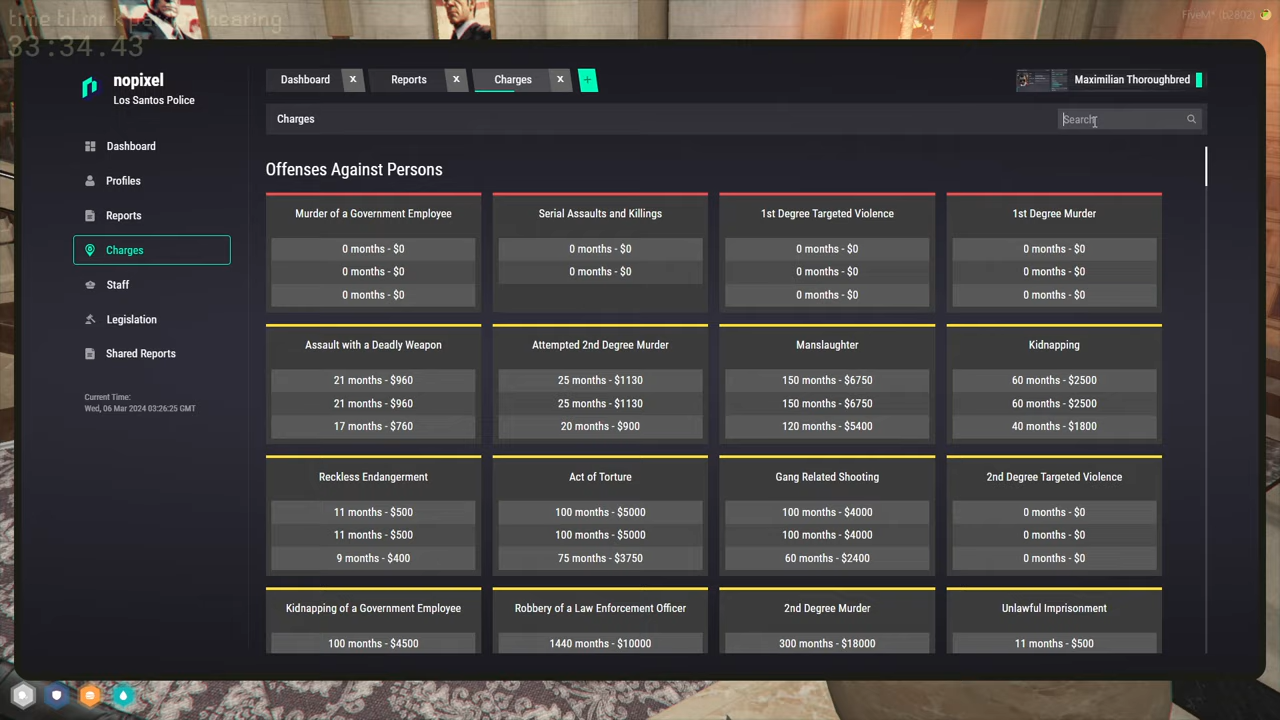 time til mr k parole hearing
33:34.43
FiveM* (b2802)
nopixel
Los Santos Police
Dashboard x Reports x Charges x +
Maximilian Thoroughbred
Charges
Search
Dashboard
Profiles
Reports
Charges
Staff
Legislation
Shared Reports
Current Time:
Wed, 06 Mar 2024 03:26:25 GMT
Offenses Against Persons
Murder of a Government Employee
0 months - $0
0 months - $0
0 months - $0
Serial Assaults and Killings
0 months - $0
0 months - $0
1st Degree Targeted Violence
0 months - $0
0 months - $0
0 months - $0
1st Degree Murder
0 months - $0
0 months - $0
0 months - $0
Assault with a Deadly Weapon
21 months - $960
21 months - $960
17 months - $760
Attempted 2nd Degree Murder
25 months - $1130
25 months - $1130
20 months - $900
Manslaughter
150 months - $6750
150 months - $6750
120 months - $5400
Kidnapping
60 months - $2500
60 months - $2500
40 months - $1800
Reckless Endangerment
11 months - $500
11 months - $500
9 months - $400
Act of Torture
100 months - $5000
100 months - $5000
75 months - $3750
Gang Related Shooting
100 months - $4000
100 months - $4000
60 months - $2400
2nd Degree Targeted Violence
0 months - $0
0 months - $0
0 months - $0
Kidnapping of a Government Employee
100 months - $4500
Robbery of a Law Enforcement Officer
1440 months - $10000
2nd Degree Murder
300 months - $18000
Unlawful Imprisonment
11 months - $500